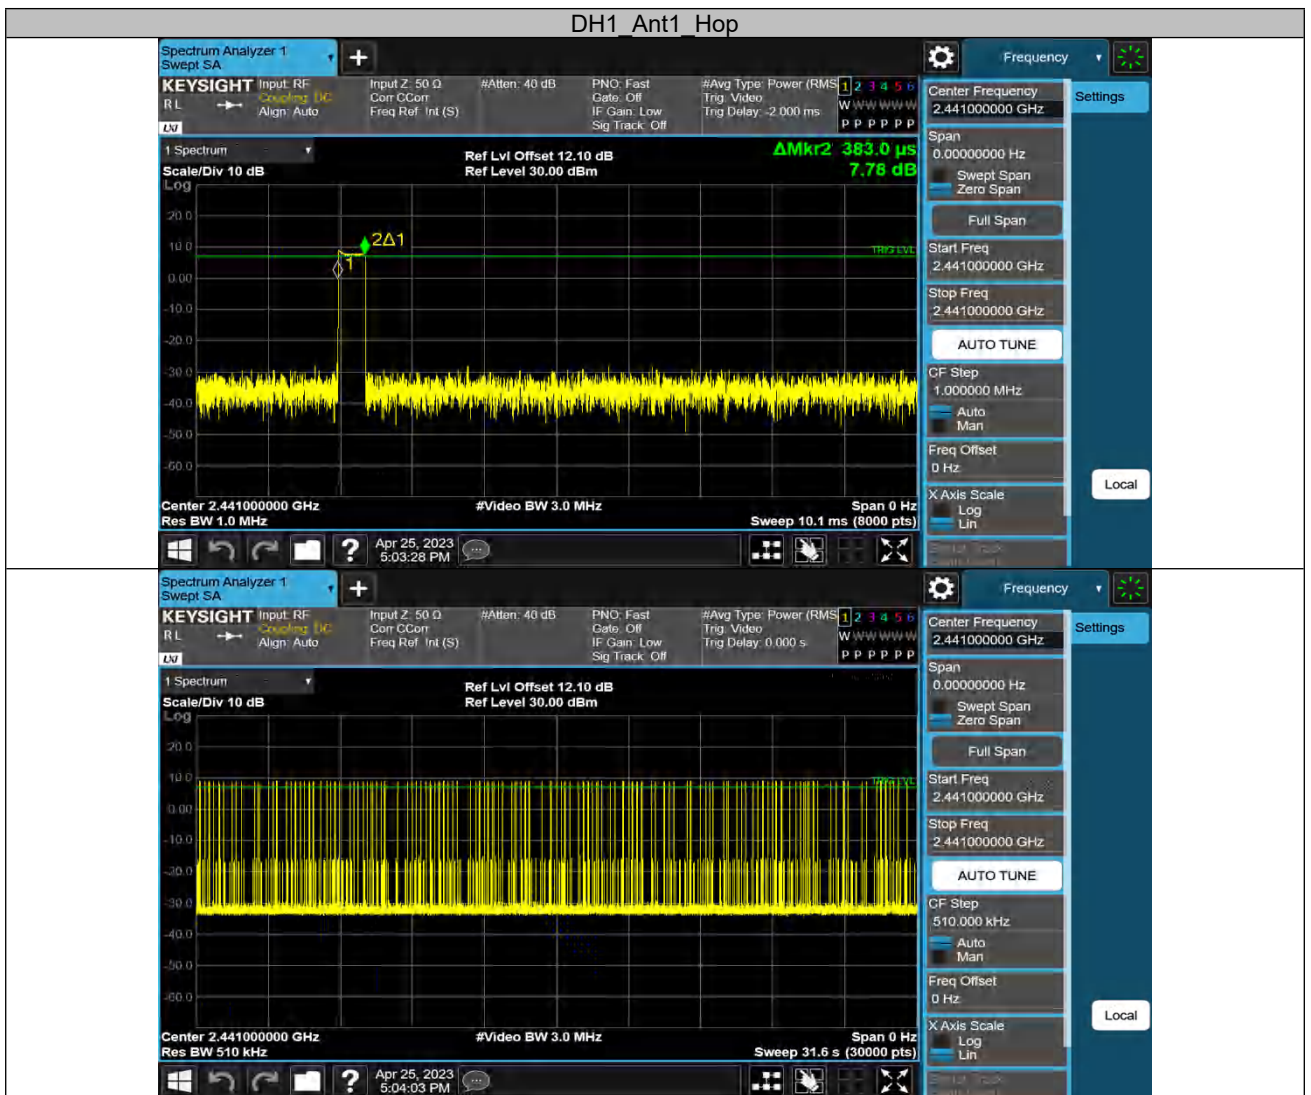 DH1_Ant1_Hop
Spectrum Analyzer 1
Swept SA
+
Frequency
KEYSIGHT
R L
LXI
Input: RF
Coupling: DC
Align: Auto
Input Z: 50 Ω
Corr CCorr
Freq Ref: Int (S)
#Atten: 40 dB
PNO: Fast
Gate: Off
IF Gain: Low
Sig Track: Off
#Avg Type: Power (RMS
Trig: Video
Trig Delay: -2.000 ms
1 2 3 4 5 6
W W W W W W
P P P P P P
Center Frequency
2.441000000 GHz
Settings
1 Spectrum
Scale/Div 10 dB
Ref Lvl Offset 12.10 dB
Ref Level 30.00 dBm
ΔMkr2 383.0 µs
7.78 dB
Span
0.00000000 Hz
Swept Span
Zero Span
Full Span
Log
20.0
10.0
0.00
-10.0
-20.0
-30.0
-40.0
-50.0
-60.0
2Δ1
1
TRIG LVL
Start Freq
2.441000000 GHz
Stop Freq
2.441000000 GHz
AUTO TUNE
CF Step
1.000000 MHz
Auto
Man
Freq Offset
0 Hz
X Axis Scale
Log
Lin
Local
Center 2.441000000 GHz
Res BW 1.0 MHz
#Video BW 3.0 MHz
Span 0 Hz
Sweep 10.1 ms (8000 pts)
?
Apr 25, 2023
5:03:28 PM
Spectrum Analyzer 1
Swept SA
+
Frequency
KEYSIGHT
R L
LXI
Input: RF
Coupling: DC
Align: Auto
Input Z: 50 Ω
Corr CCorr
Freq Ref: Int (S)
#Atten: 40 dB
PNO: Fast
Gate: Off
IF Gain: Low
Sig Track: Off
#Avg Type: Power (RMS
Trig: Video
Trig Delay: 0.000 s
1 2 3 4 5 6
W W W W W W
P P P P P P
Center Frequency
2.441000000 GHz
Settings
1 Spectrum
Scale/Div 10 dB
Ref Lvl Offset 12.10 dB
Ref Level 30.00 dBm
Span
0.00000000 Hz
Swept Span
Zero Span
Full Span
Log
20.0
10.0
0.00
-10.0
-20.0
-30.0
-40.0
-50.0
-60.0
TRIG LVL
Start Freq
2.441000000 GHz
Stop Freq
2.441000000 GHz
AUTO TUNE
CF Step
510.000 kHz
Auto
Man
Freq Offset
0 Hz
X Axis Scale
Log
Lin
Local
Center 2.441000000 GHz
Res BW 510 kHz
#Video BW 3.0 MHz
Span 0 Hz
Sweep 31.6 s (30000 pts)
?
Apr 25, 2023
5:04:03 PM